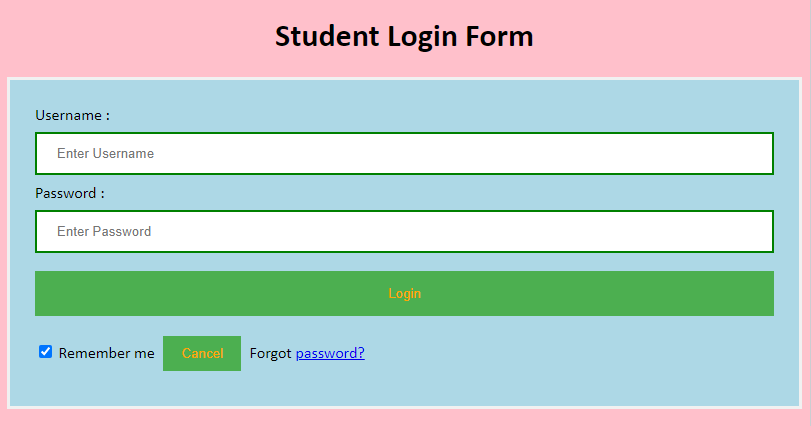 Student Login Form
Username :
Enter Username
Password :
Enter Password
Login
Remember me Cancel Forgot password?